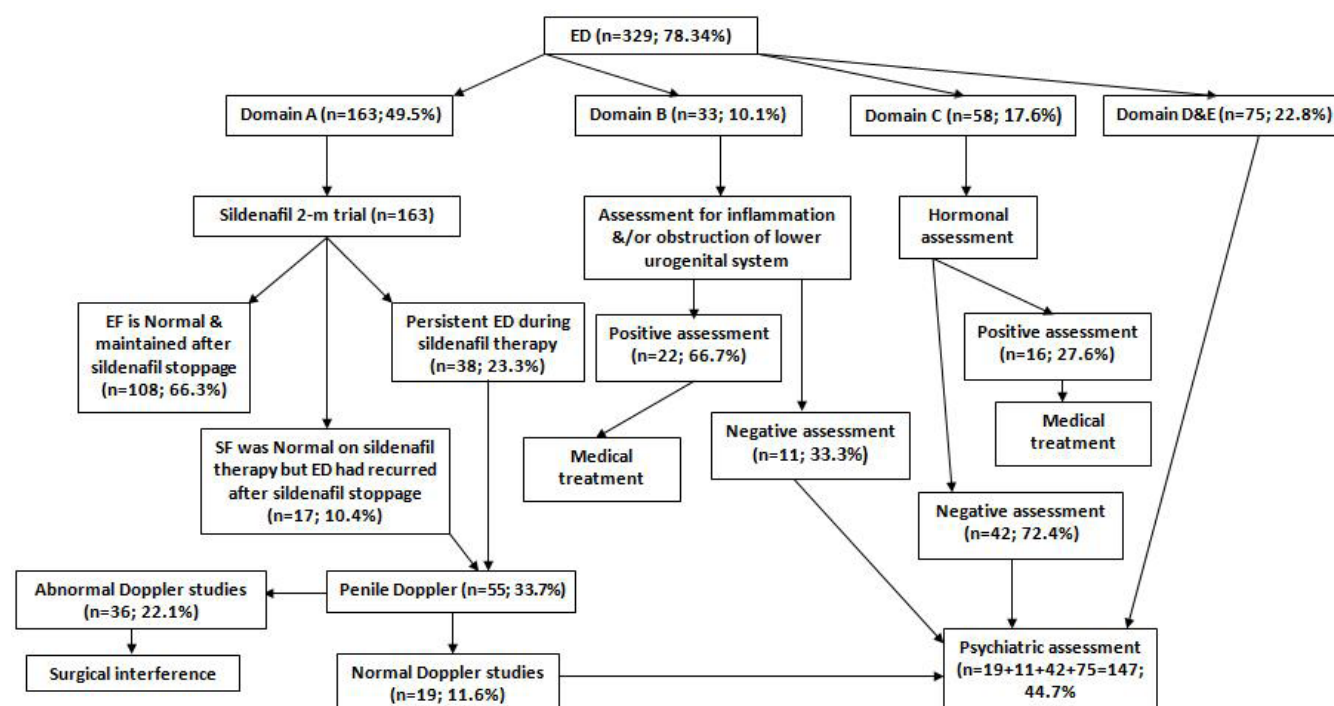 ED (n=329; 78.34%)
Domain A (n=163;49.5%)
Domain B (n=33; 10.1%)
Domain C (n=58; 17.6%)
Domain D&E (n=75; 22.8%)
Sildenafil 2-m trial (n=163)
Assessment for inflammation
&/or obstruction of lower
urogenital system
Hormonal
assessment
EF is Normal &
maintained after
sildenafil stoppage
(n=108; 66.3%)
Persistent ED during
sildenafil therapy
(n=38; 23.3%)
Positive assessment
(n=22; 66.7%)
Positive assessment
(n=16; 27.6%)
Medical
treatment
SF was Normal on sildenafil
therapy but ED had recurred
after sildenafil stoppage
(n=17; 10.4%)
Medical
treatment
Negative assessment
(n=11; 33.3%)
Negative assessment
(n=42; 72.4%)
Abnormal Doppler studies
(n=36; 22.1%)
Penile Doppler (n=55; 33.7%)
Surgical interference
Normal Doppler studies
(n=19; 11.6%)
Psychiatric assessment
(n=19+11+42+75=147;
44.7%